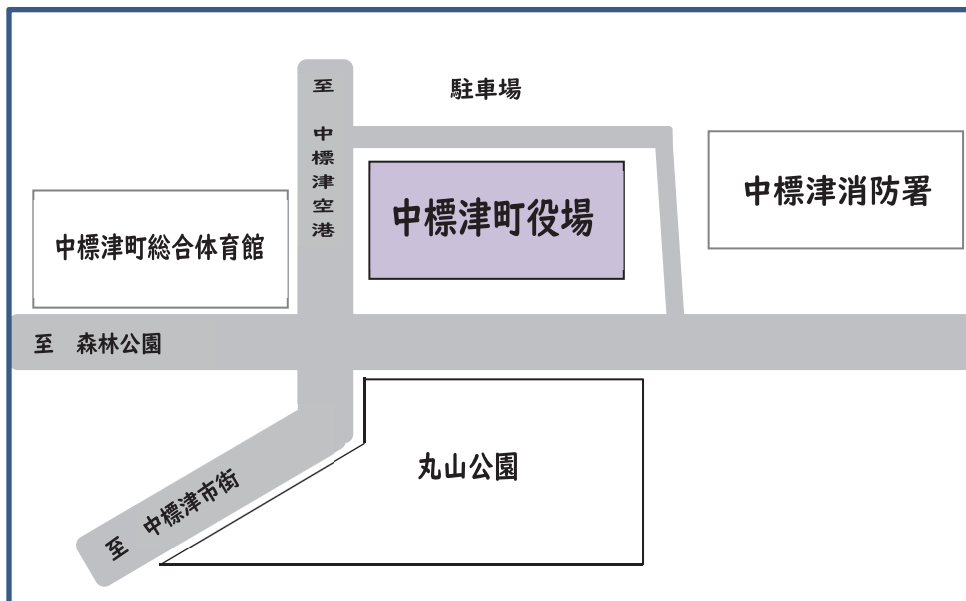 至 中標津空港
駐車場
中標津消防署
中標津町役場
中標津町総合体育館
至 森林公園
丸山公園
至 中標津市街